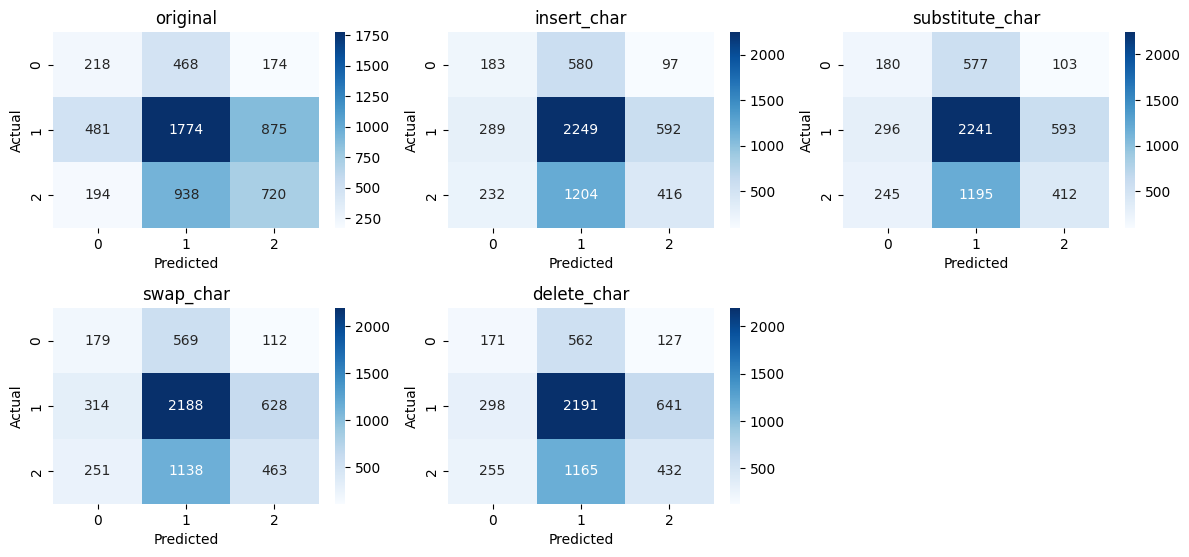 original
0 218 468 174
1 481 1774 875
2 194 938 720
0 1 2
Predicted
Actual
1750
1500
1250
1000
750
500
250
insert_char
0 183 580 97
1 289 2249 592
2 232 1204 416
0 1 2
Predicted
Actual
2000
1500
1000
500
substitute_char
0 180 577 103
1 296 2241 593
2 245 1195 412
0 1 2
Predicted
Actual
2000
1500
1000
500
swap_char
0 179 569 112
1 314 2188 628
2 251 1138 463
0 1 2
Predicted
Actual
2000
1500
1000
500
delete_char
0 171 562 127
1 298 2191 641
2 255 1165 432
0 1 2
Predicted
Actual
2000
1500
1000
500